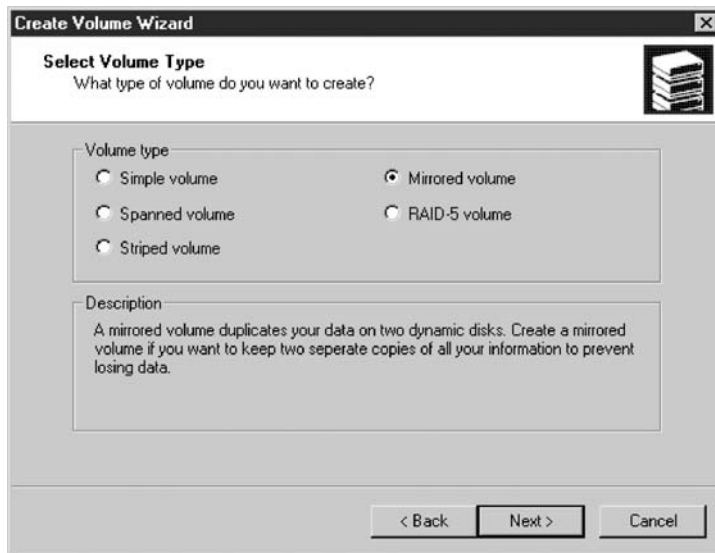 Create Volume Wizard
Select Volume Type
What type of volume do you want to create?
Volume type
Simple volume
Mirrored volume
Spanned volume
RAID-5 volume
Striped volume
Description
A mirrored volume duplicates your data on two dynamic disks. Create a mirrored
volume if you want to keep two seperate copies of all your information to prevent
losing data.
< Back
Next >
Cancel